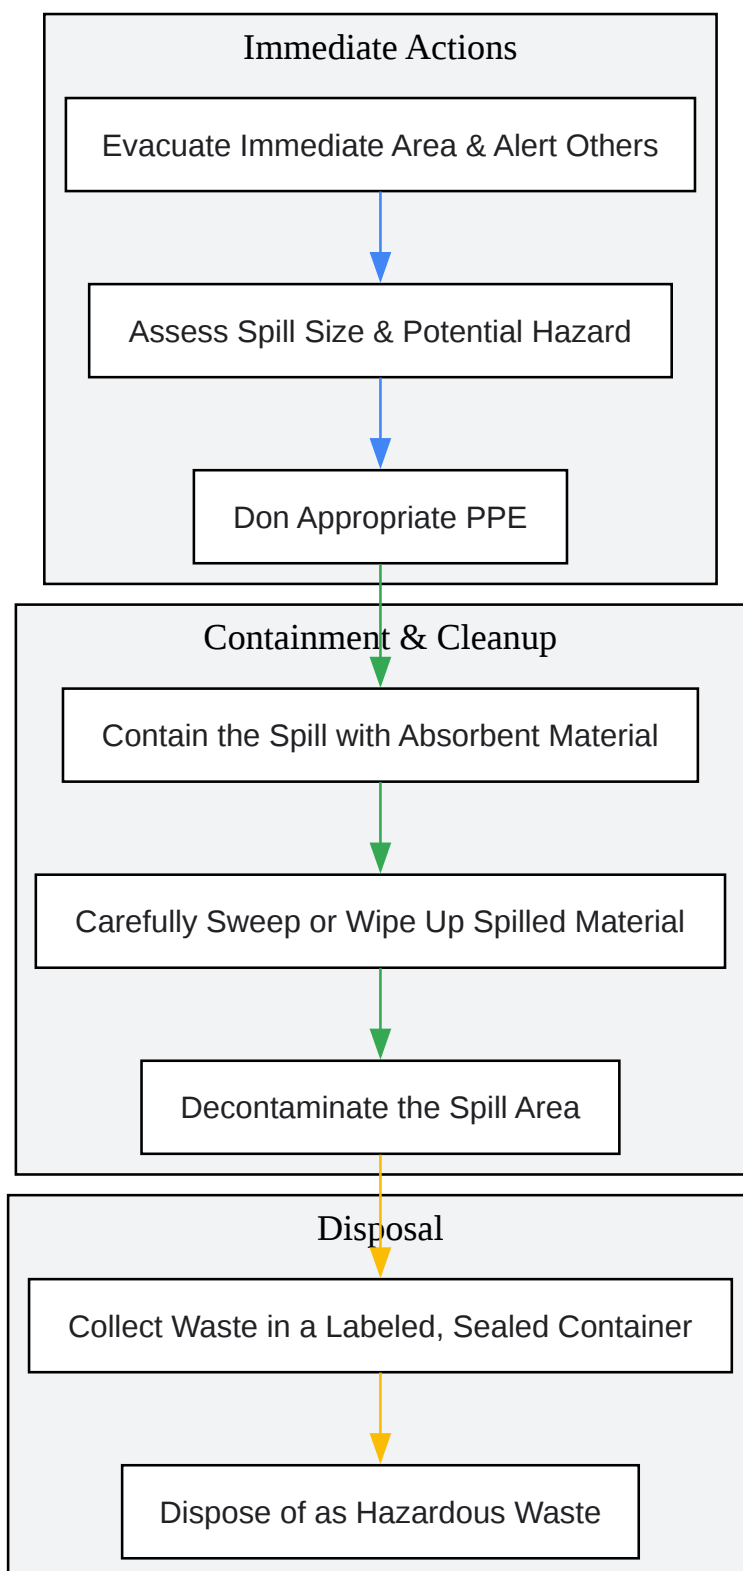 Immediate Actions
Evacuate Immediate Area & Alert Others
Assess Spill Size & Potential Hazard
Don Appropriate PPE
Containment & Cleanup
Contain the Spill with Absorbent Material
Carefully Sweep or Wipe Up Spilled Material
Decontaminate the Spill Area
Disposal
Collect Waste in a Labeled, Sealed Container
Dispose of as Hazardous Waste